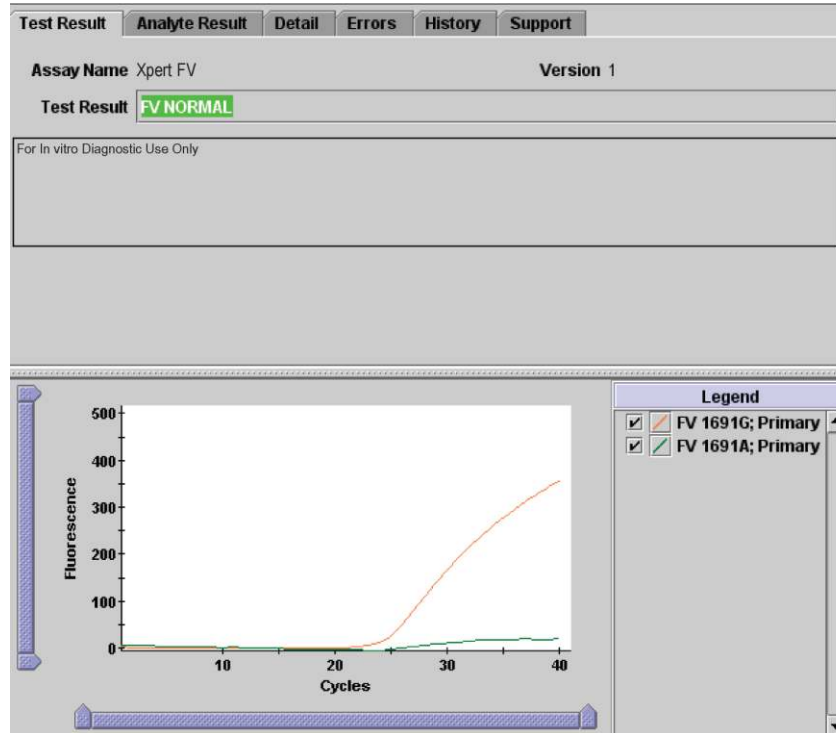 Test Result Analyte Result Detail Errors History Support
Assay Name Xpert FV Version 1
Test Result FV NORMAL
For In vitro Diagnostic Use Only
500
400
300
200
100
0
Fluorescence
10 20 30 40
Cycles
Legend
FV 1691G; Primary
FV 1691A; Primary